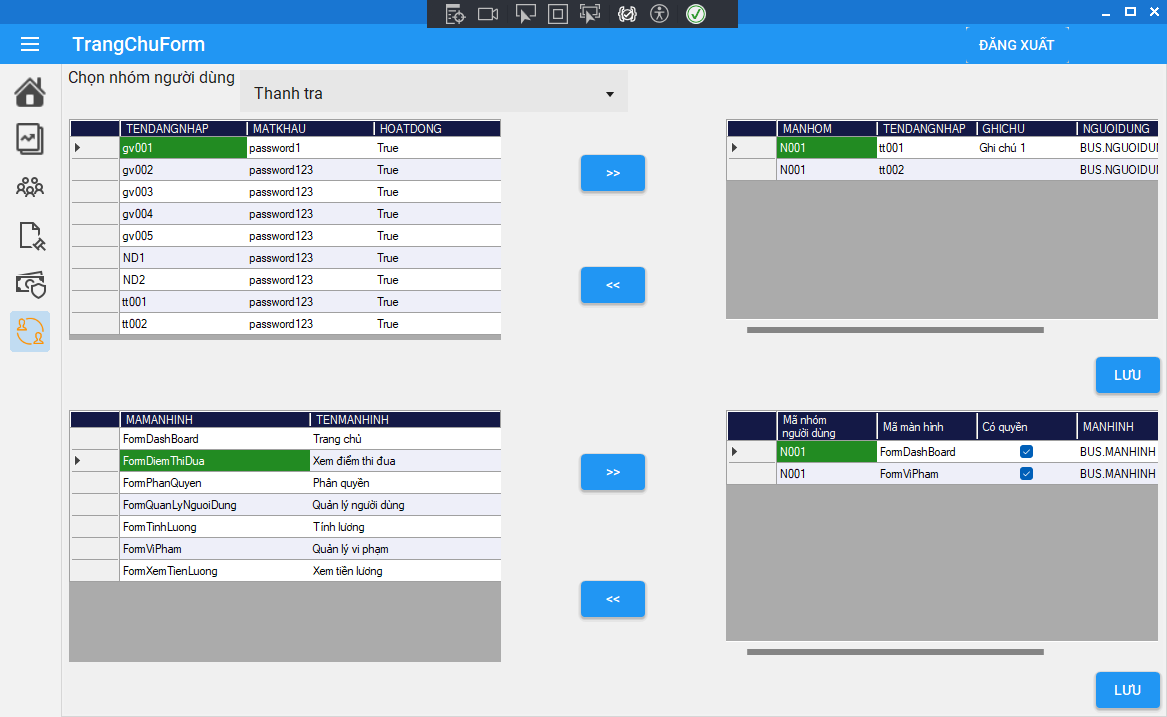 TrangChuForm
ĐĂNG XUẤT
Chọn nhóm người dùng
Thanh tra
TENDANGNHAP MATKHAU HOATDONG
gv001 password1 True
gv002 password123 True
gv003 password123 True
gv004 password123 True
gv005 password123 True
ND1 password123 True
ND2 password123 True
tt001 password123 True
tt002 password123 True
>>
<<
MANHOM TENDANGNHAP GHICHU NGUOIDUNG
N001 tt001 Ghi chú 1 BUS.NGUOIDUN
N001 tt002 BUS.NGUOIDUN
LƯU
MAMANHINH TENMANHINH
FormDashBoard Trang chủ
FormDiemThiDua Xem điểm thi đua
FormPhanQuyen Phân quyền
FormQuanLyNguoiDung Quản lý người dùng
FormTinhLuong Tính lương
FormViPham Quản lý vi phạm
FormXemTienLuong Xem tiền lương
>>
<<
Mã nhóm người dùng Mã màn hình Có quyền MANHINH
N001 FormDashBoard BUS.MANHINH
N001 FormViPham BUS.MANHINH
LƯU